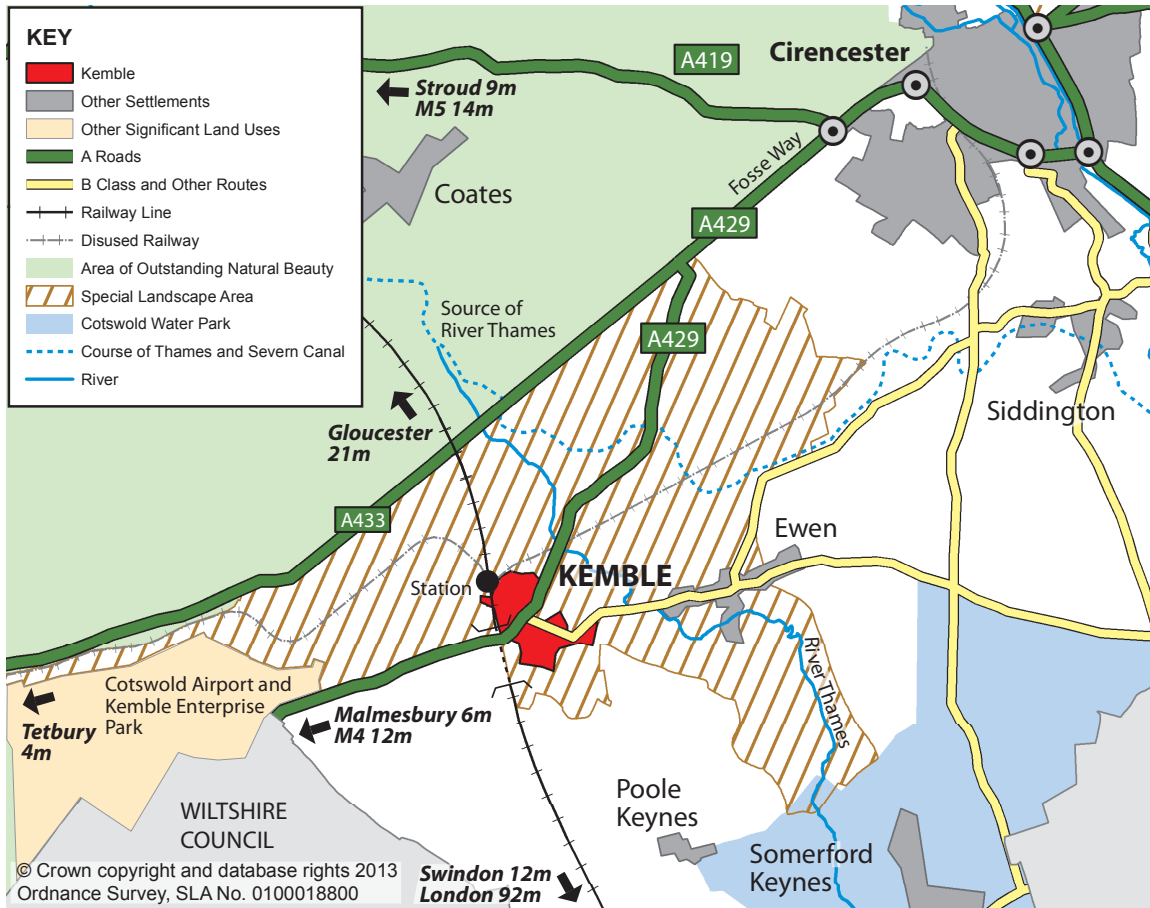 KEY
Kemble
Other Settlements
Other Significant Land Uses
A Roads
B Class and Other Routes
Railway Line
Disused Railway
Area of Outstanding Natural Beauty
Special Landscape Area
Cotswold Water Park
Course of Thames and Severn Canal
River
Cirencester
A419
Stroud 9m
M5 14m
Fosse Way
Coates
A429
Source of
River Thames
A429
Gloucester
21m
Siddington
A433
Ewen
KEMBLE
Station
River Thames
Cotswold Airport and
Kemble Enterprise
Park
Tetbury
4m
Malmesbury 6m
M4 12m
Poole
Keynes
WILTSHIRE
COUNCIL
Somerford
Keynes
Swindon 12m
London 92m
© Crown copyright and database rights 2013
Ordnance Survey, SLA No. 0100018800